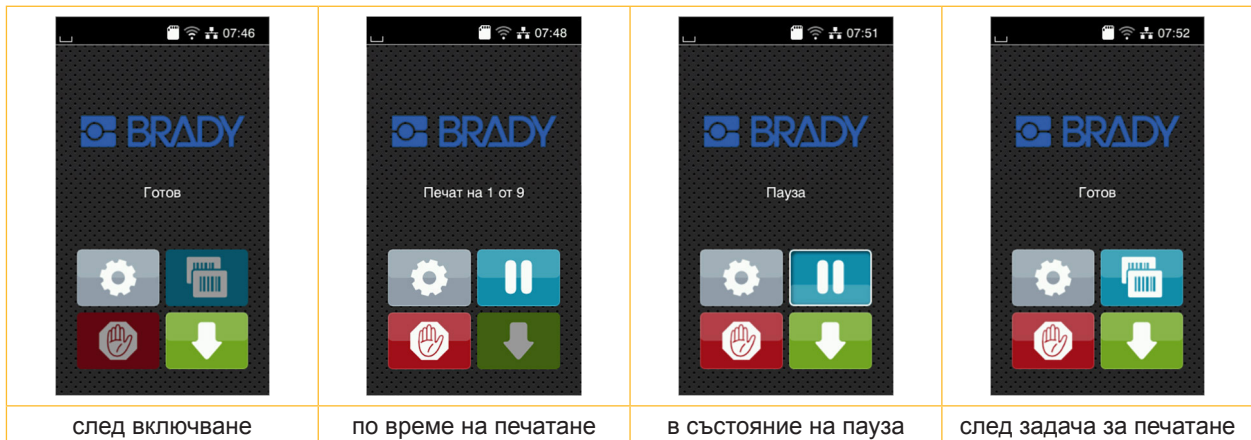 07:46
BRADY
Готов
след включване
07:48
BRADY
Печат на 1 от 9
по време на печатане
07:51
BRADY
Пауза
в състояние на пауза
07:52
BRADY
Готов
след задача за печатане